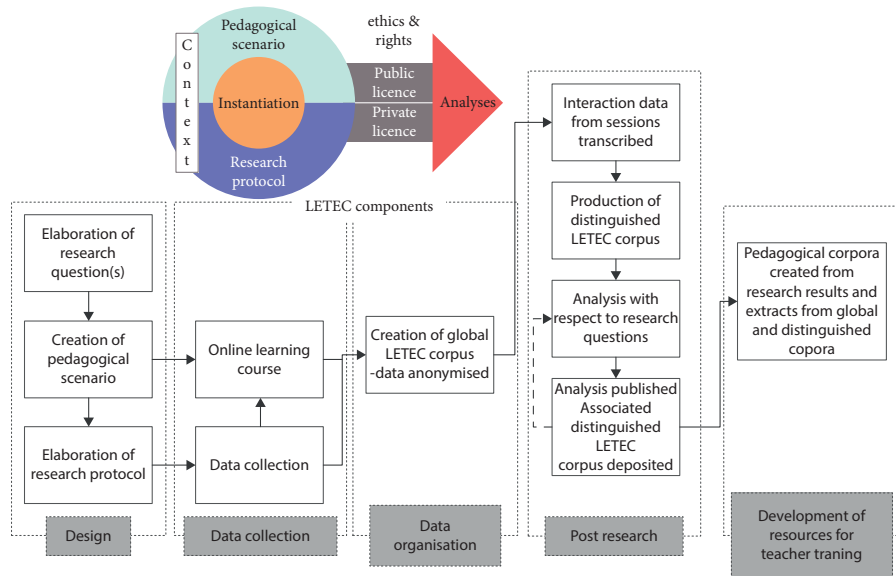 Pedagogical
scenario
ethics &
rights
Context
Instantiation
Public
licence
Private
licence
Analyses
Research
protocol
LETEC components
Elaboration of
research
question(s)
Creation of
pedagogical
scenario
Elaboration of
research protocol
Design
Online learning
course
Data collection
Data collection
Creation of global
LETEC corpus
-data anonymised
Data
organisation
Interaction data
from sessions
transcribed
Production of
distinguished
LETEC corpus
Analysis with
respect to research
questions
Analysis published
Associated
distinguished
LETEC
corpus deposited
Post research
Pedagogical corpora
created from
research results and
extracts from global
and distinguished
copora
Development of
resources for
teacher traning